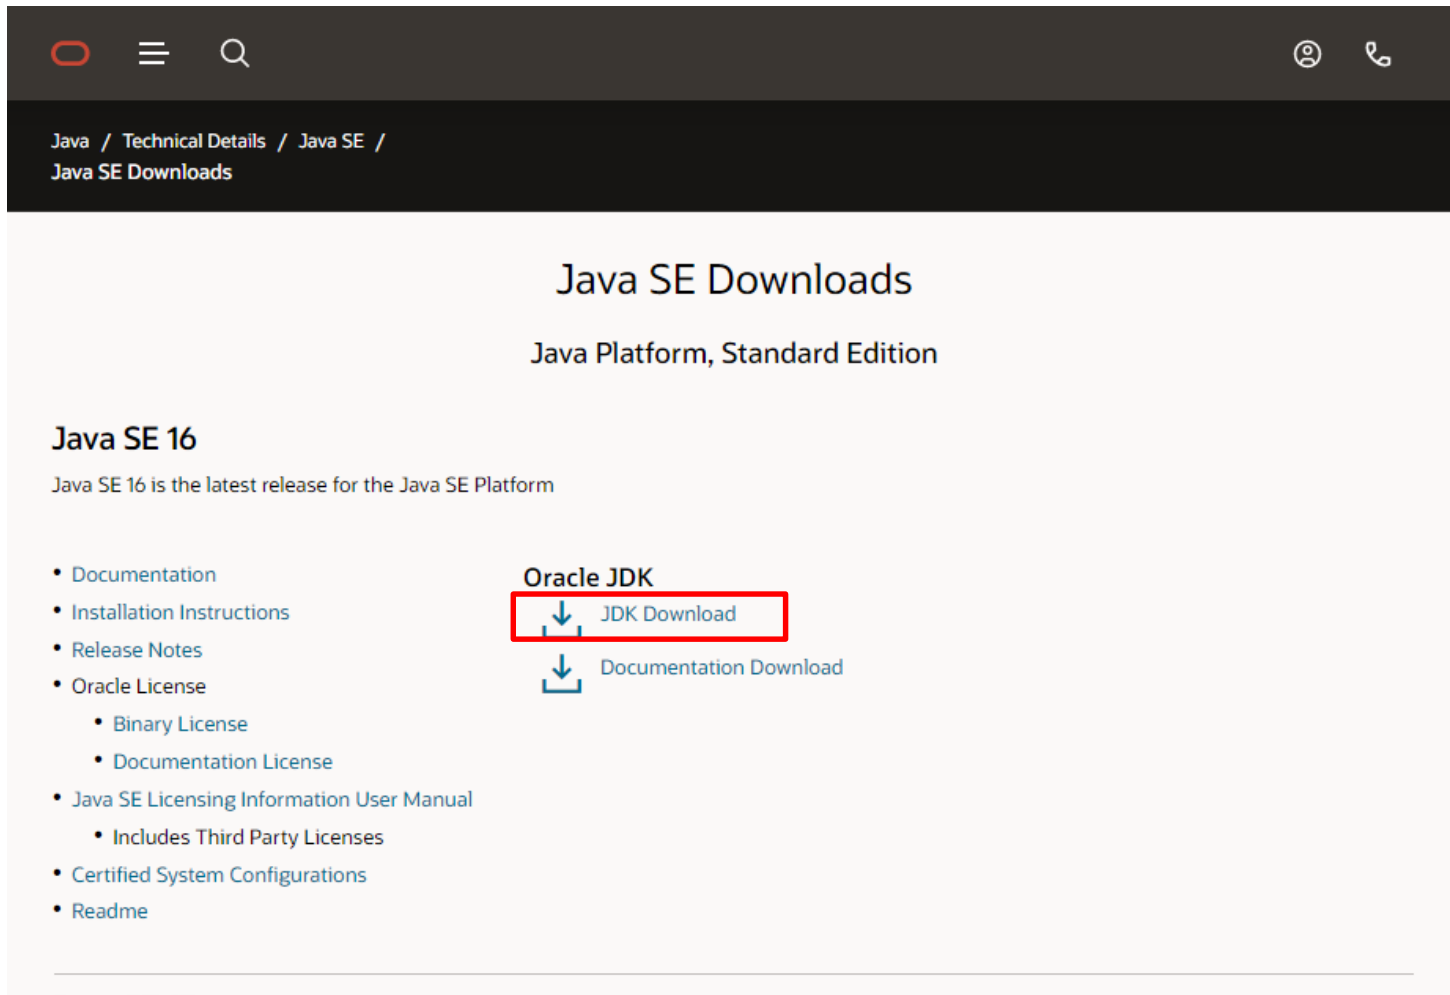 Java / Technical Details / Java SE /
Java SE Downloads
Java SE Downloads
Java Platform, Standard Edition
Java SE 16
Java SE 16 is the latest release for the Java SE Platform
• Documentation
• Installation Instructions
• Release Notes
• Oracle License
• Binary License
• Documentation License
• Java SE Licensing Information User Manual
• Includes Third Party Licenses
• Certified System Configurations
• Readme
Oracle JDK
JDK Download
Documentation Download